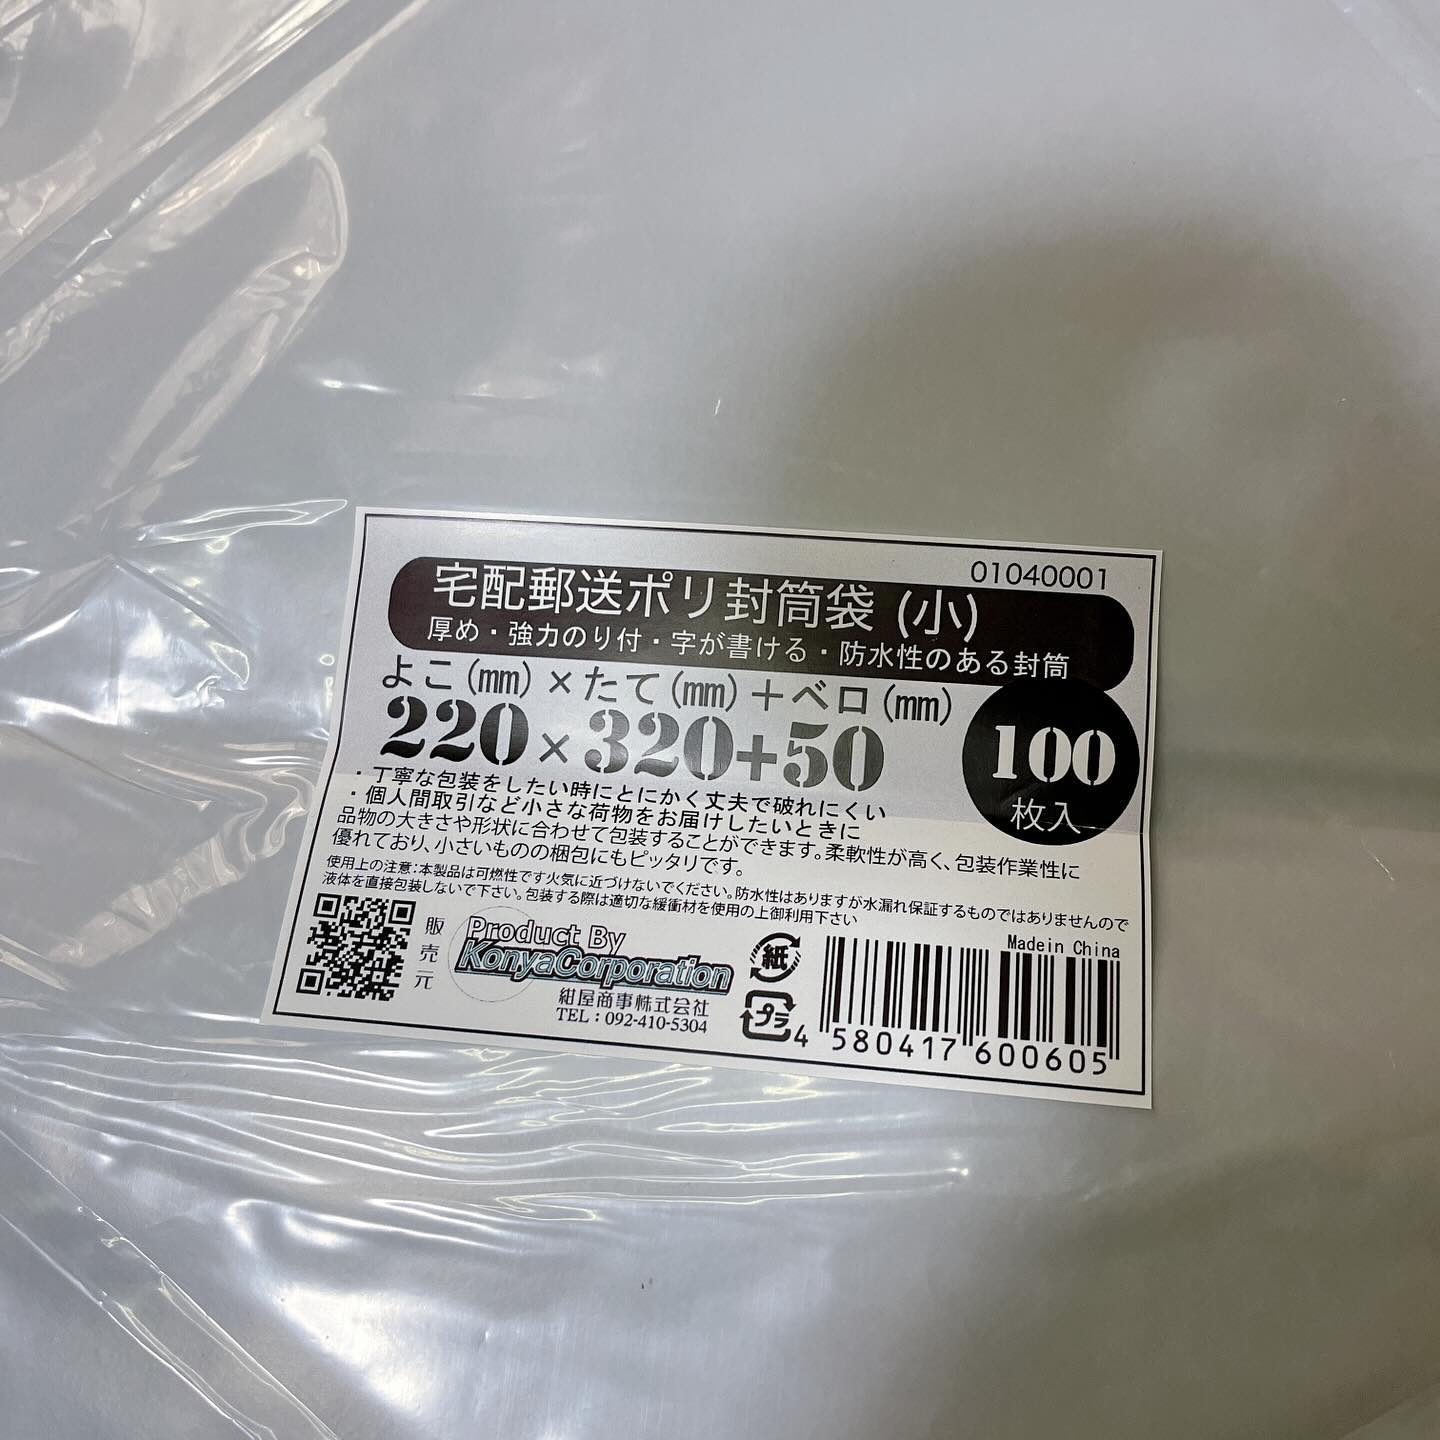 01040001
宅配郵送ポリ封筒袋 (小)
厚め・強力のり付・字が書ける・防水性のある封筒
よこ(mm)×たて(mm)+ベロ(mm)
220×320+50
100
枚入
・丁寧な包装をしたい時にとにかく丈夫で破れにくい
・個人間取引など小さな荷物をお届けしたいときに
品物の大きさや形状に合わせて包装することができます。柔軟性が高く、包装作業性に
優れており、小さいものの梱包にもピッタリです。
使用上の注意:本製品は可燃性です火気に近づけないでください。防水性はありますが水漏れ保証するものではありませんので
液体を直接包装しないで下さい。包装する際は適切な緩衝材を使用の上御利用下さい
Madein China
販売元
Product By
KonyaCorporation
紺屋商事株式会社
TEL:092-410-5304
紙
プラ
4 580417 600605